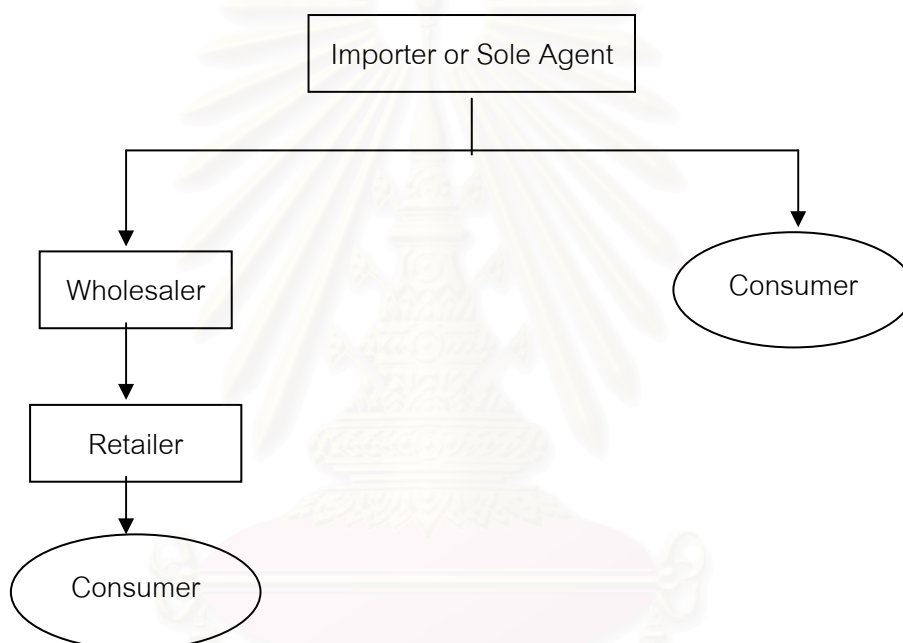 Importer or Sole Agent
Wholesaler
Consumer
Retailer
Consumer